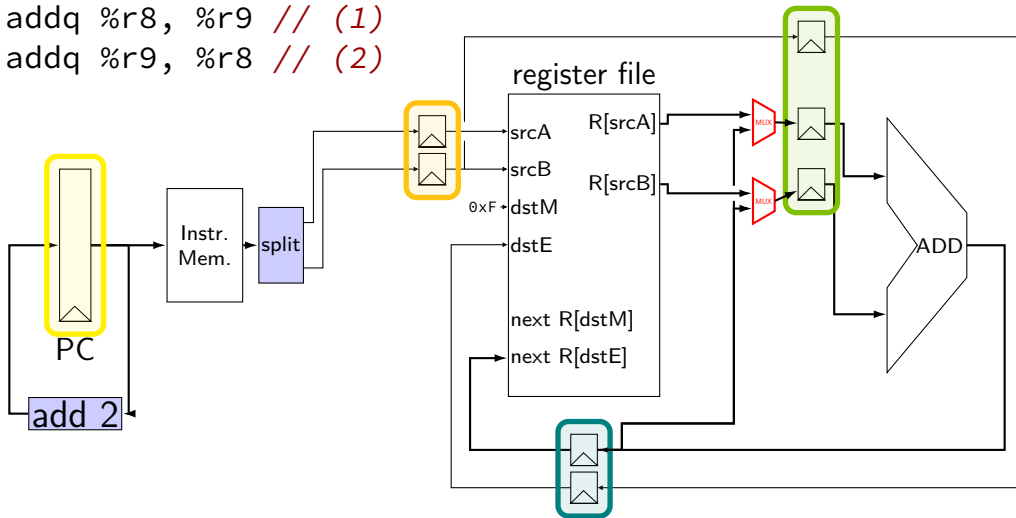 addq %r8, %r9 // (1)
addq %r9, %r8 // (2)
register file
srcA
R[srcA]
MUX
srcB
R[srcB]
MUX
0xF
dstM
dstE
Instr.
Mem.
split
ADD
next R[dstM]
next R[dstE]
PC
add 2